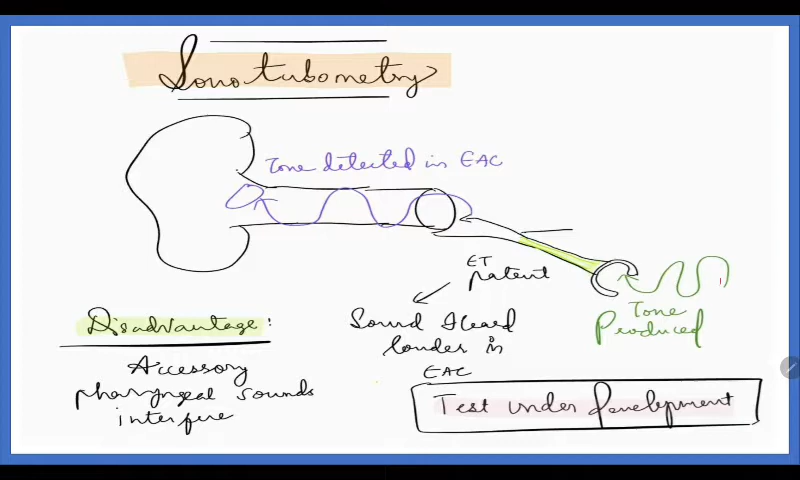 Sonotubometry
Tone detected in EAC
ET
patent
Sound Heard
louder in
EAC
Tone
Produced
Disadvantage:
Accessory
pharyngeal sounds
interfere
Test under development